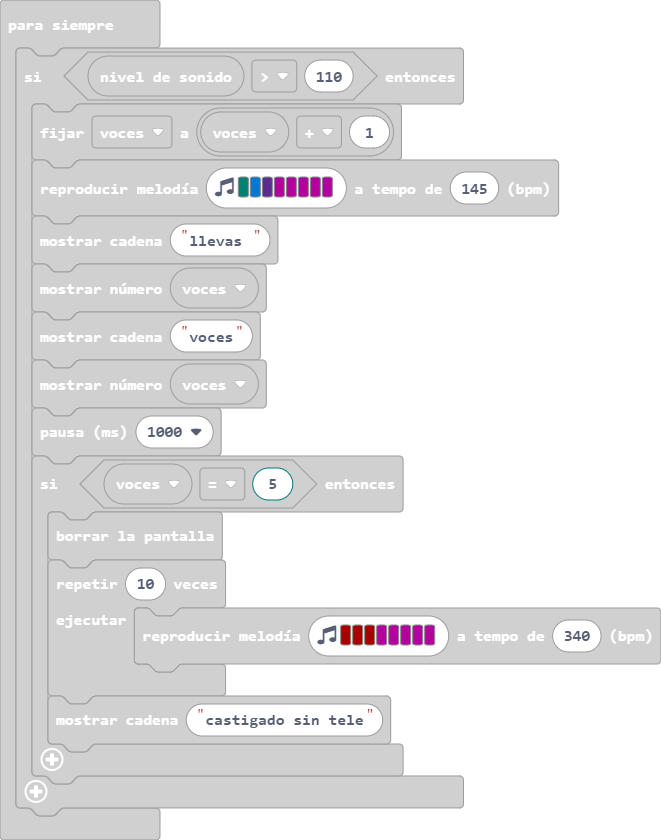 para siempre
si nivel de sonido > 110 entonces
fijar voces a voces + 1
reproducir melodía a tempo de 145 (bpm)
mostrar cadena "llevas "
mostrar número voces
mostrar cadena "voces"
mostrar número voces
pausa (ms) 1000
si voces = 5 entonces
borrar la pantalla
repetir 10 veces
ejecutar
reproducir melodía a tempo de 340 (bpm)
mostrar cadena "castigado sin tele"